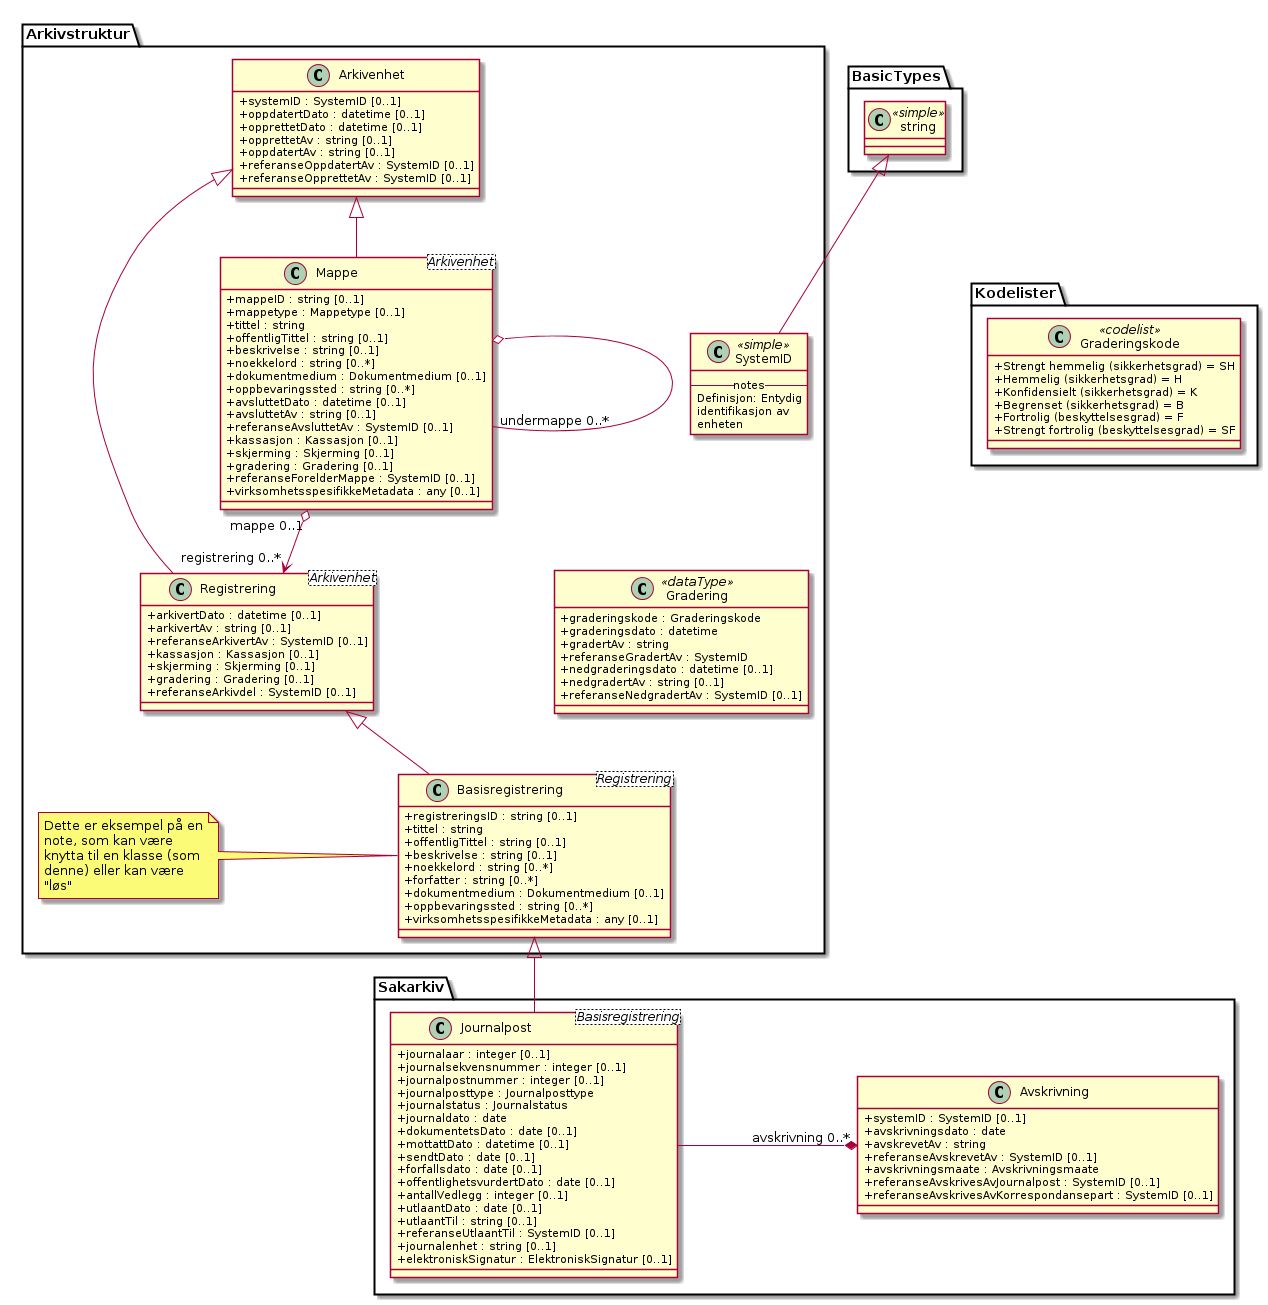 Arkivstruktur
C Arkivenhet
+systemID : SystemID [0..1]
+oppdatertDato : datetime [0..1]
+opprettetDato : datetime [0..1]
+opprettetAv : string [0..1]
+oppdatertAv : string [0..1]
+referanseOppdatertAv : SystemID [0..1]
+referanseOpprettetAv : SystemID [0..1]
BasicTypes
C «simple»
string
Arkivenhet
C Mappe
+mappeID : string [0..1]
+mappetype : Mappetype [0..1]
+tittel : string
+offentligTittel : string [0..1]
+beskrivelse : string [0..1]
+noekkelord : string [0..*]
+dokumentmedium : Dokumentmedium [0..1]
+oppbevaringssted : string [0..*]
+avsluttetDato : datetime [0..1]
+avsluttetAv : string [0..1]
+referanseAvsluttetAv : SystemID [0..1]
+kassasjon : Kassasjon [0..1]
+skjerming : Skjerming [0..1]
+gradering : Gradering [0..1]
+referanseForelderMappe : SystemID [0..1]
+virksomhetsspesifikkeMetadata : any [0..1]
undermappe 0..*
C «simple»
SystemID
notes
Definisjon: Entydig
identifikasjon av
enheten
Kodelister
C «codelist»
Graderingskode
+Strengt hemmelig (sikkerhetsgrad) = SH
+Hemmelig (sikkerhetsgrad) = H
+Konfidensielt (sikkerhetsgrad) = K
+Begrenset (sikkerhetsgrad) = B
+Fortrolig (beskyttelsesgrad) = F
+Strengt fortrolig (beskyttelsesgrad) = SF
mappe 0..1
registrering 0..*
Arkivenhet
C Registrering
+arkivertDato : datetime [0..1]
+arkivertAv : string [0..1]
+referanseArkivertAv : SystemID [0..1]
+kassasjon : Kassasjon [0..1]
+skjerming : Skjerming [0..1]
+gradering : Gradering [0..1]
+referanseArkivdel : SystemID [0..1]
C «dataType»
Gradering
+graderingskode : Graderingskode
+graderingsdato : datetime
+gradertAv : string
+referanseGradertAv : SystemID
+nedgraderingsdato : datetime [0..1]
+nedgradertAv : string [0..1]
+referanseNedgradertAv : SystemID [0..1]
Dette er eksempel på en
note, som kan være
knytta til en klasse (som
denne) eller kan være
"løs"
Registrering
C Basisregistrering
+registreringsID : string [0..1]
+tittel : string
+offentligTittel : string [0..1]
+beskrivelse : string [0..1]
+noekkelord : string [0..*]
+forfatter : string [0..*]
+dokumentmedium : Dokumentmedium [0..1]
+oppbevaringssted : string [0..*]
+virksomhetsspesifikkeMetadata : any [0..1]
Sakarkiv
Basisregistrering
C Journalpost
+journalaar : integer [0..1]
+journalsekvensnummer : integer [0..1]
+journalpostnummer : integer [0..1]
+journalposttype : Journalposttype
+journalstatus : Journalstatus
+journaldato : date
+dokumentetsDato : date [0..1]
+mottattDato : datetime [0..1]
+sendtDato : date [0..1]
+forfallsdato : date [0..1]
+offentlighetsvurdertDato : date [0..1]
+antallVedlegg : integer [0..1]
+utlaantDato : date [0..1]
+utlaantTil : string [0..1]
+referanseUtlaantTil : SystemID [0..1]
+journalenhet : string [0..1]
+elektroniskSignatur : ElektroniskSignatur [0..1]
avskrivning 0..*
C Avskrivning
+systemID : SystemID [0..1]
+avskrivningsdato : date
+avskrevetAv : string
+referanseAvskrevetAv : SystemID [0..1]
+avskrivningsmaate : Avskrivningsmaate
+referanseAvskrivesAvJournalpost : SystemID [0..1]
+referanseAvskrivesAvKorrespondansepart : SystemID [0..1]